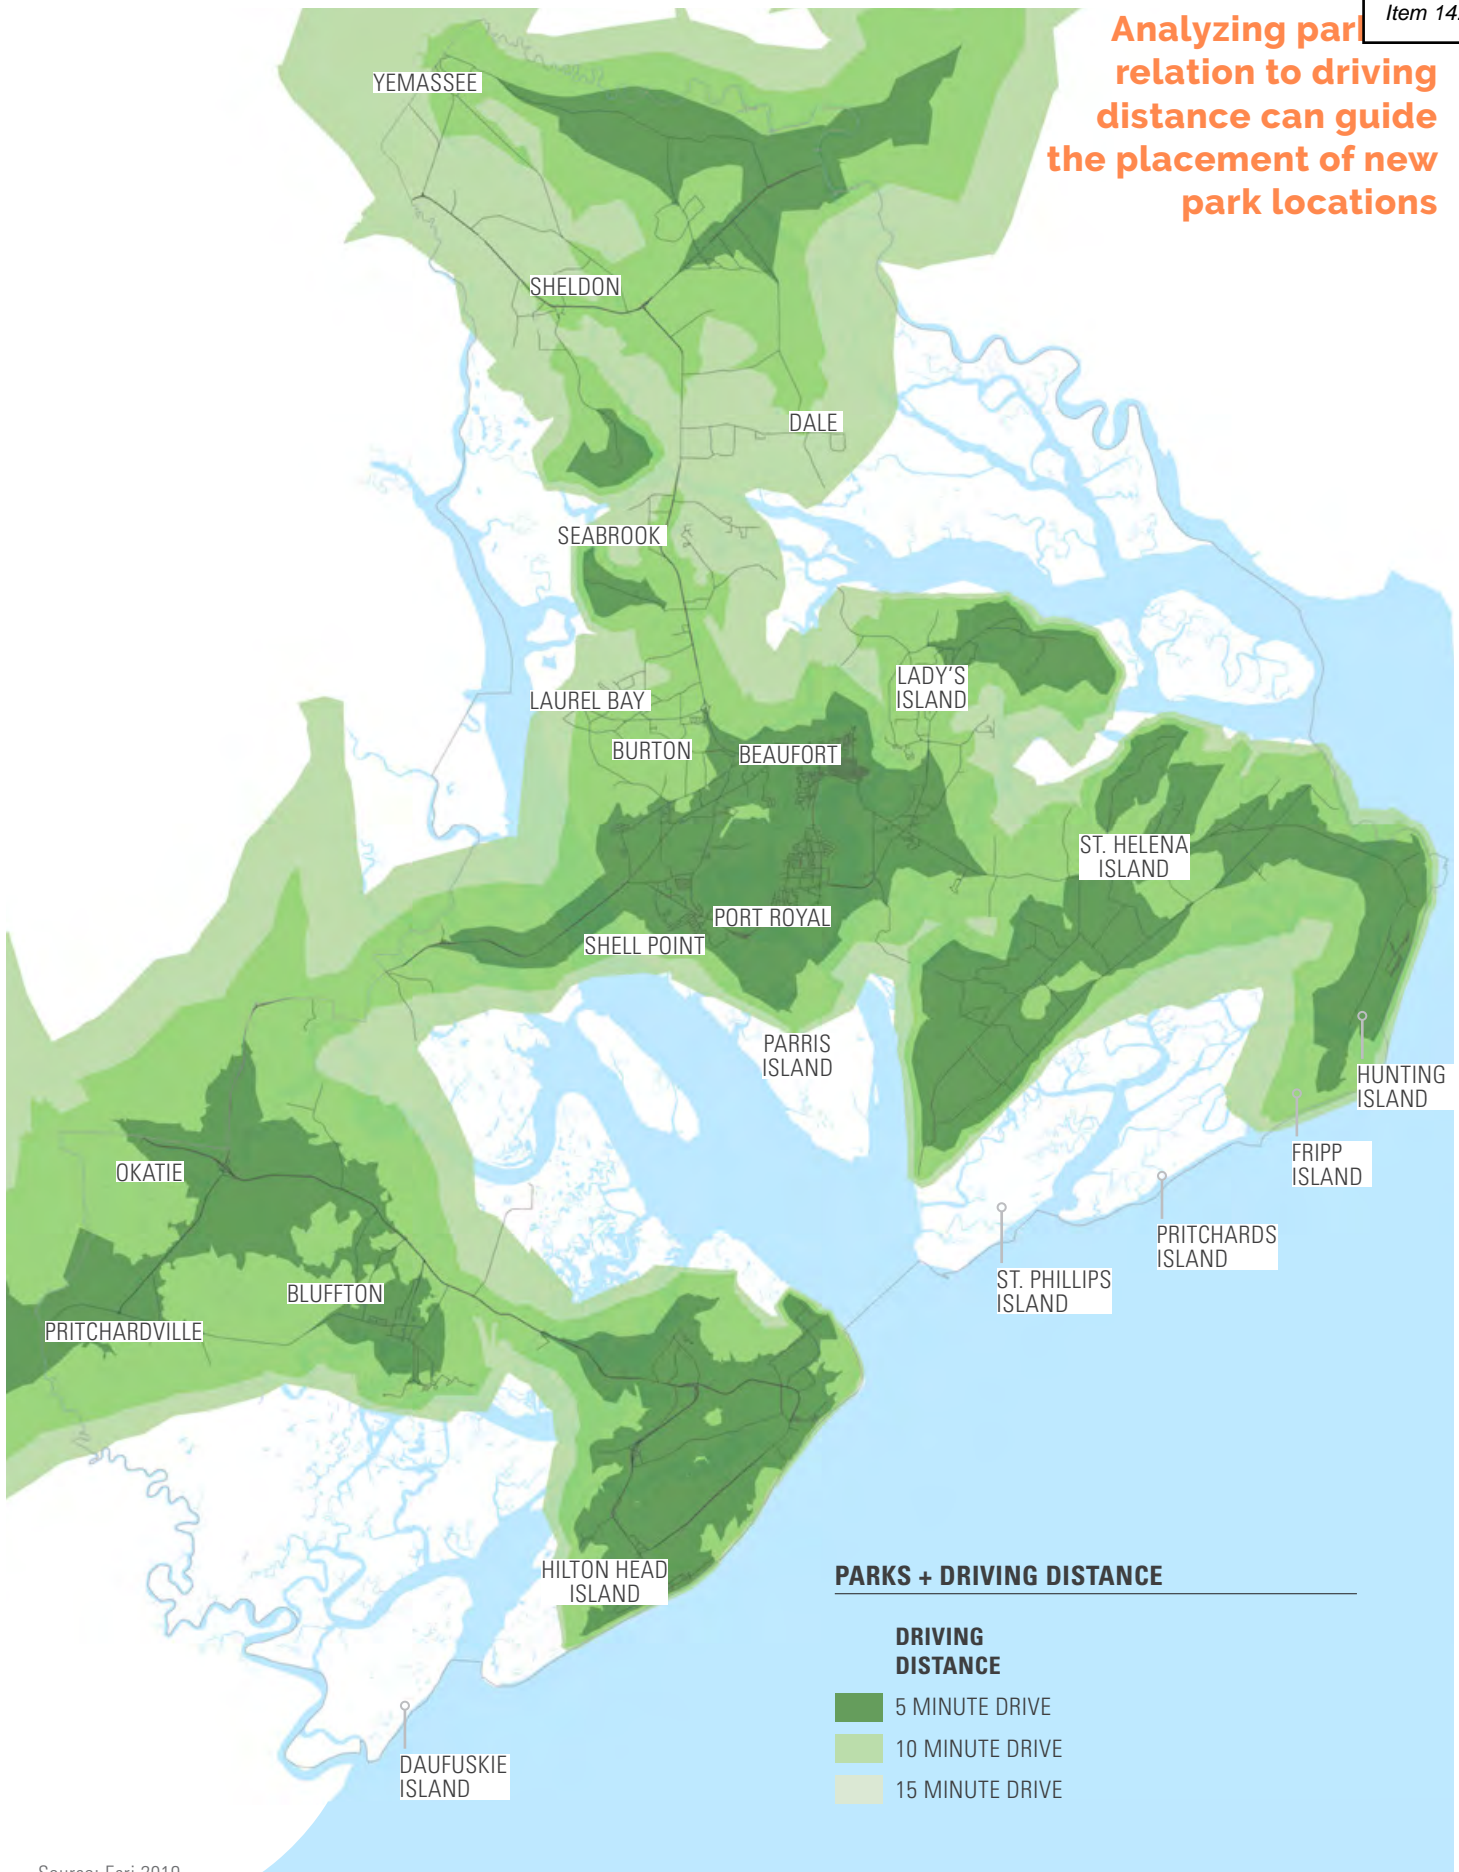 Item 14.
Analyzing
relation to driving
distance can guide
the placement of new
park locations
YEMASSEE
SHELDON
DALE
SEABROOK
LADY'S
ISLAND
LAUREL BAY
BURTON
BEAUFORT
ST. HELENA
ISLAND
PORT ROYAL
SHELL POINT
PARRIS
ISLAND
HUNTING
ISLAND
FRIPP
ISLAND
OKATIE
PRITCHARDS
ISLAND
ST. PHILLIPS
ISLAND
BLUFFTON
PRITCHARDVILLE
HILTON HEAD
ISLAND
DAUFUSKIE
ISLAND
PARKS + DRIVING DISTANCE
DRIVING
DISTANCE
5 MINUTE DRIVE
10 MINUTE DRIVE
15 MINUTE DRIVE
Source: Esri 2019